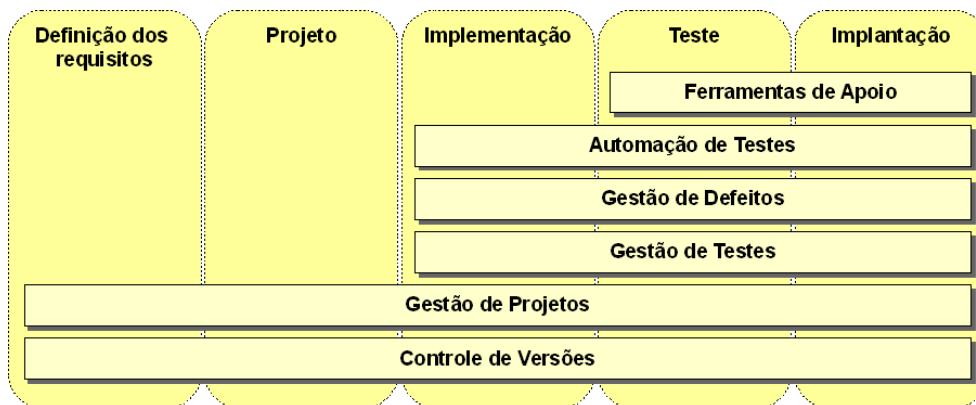 Definição dos
requisitos
Projeto
Implementação
Teste
Implantação
Ferramentas de Apoio
Automação de Testes
Gestão de Defeitos
Gestão de Testes
Gestão de Projetos
Controle de Versões